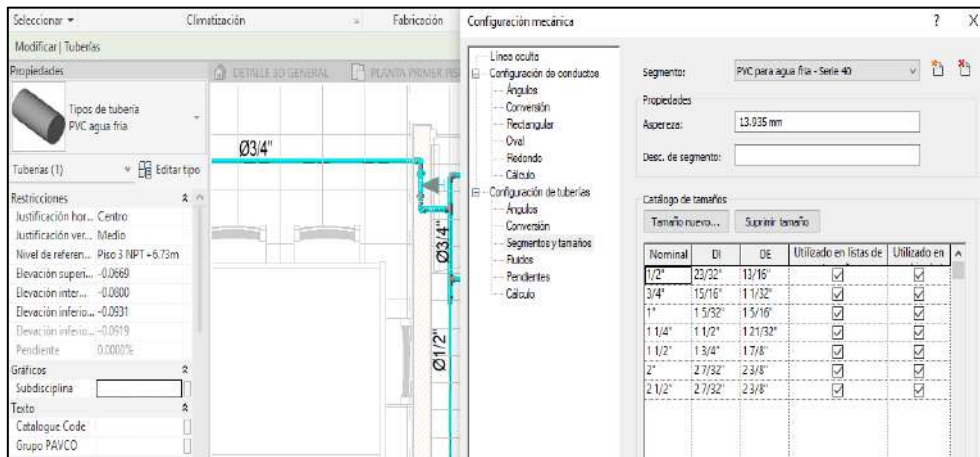 Seleccionar
Climatización
Fabricación
Modificar | Tuberías
Propiedades
Tipos de tubería
PVC agua fria
Tuberías (1)
Editar tipo
Restricciones
Justificación hor... Centro
Justificación ver... Medio
Nivel de referen... Piso 3 NPT +6.73m
Elevación superi... -0.0669
Elevación inter... -0.0800
Elevación inferio... -0.0931
Elevación inferio... -0.0919
Pendiente 0.0000%
Gráficos
Subdisciplina
Texto
Catalogue Code
Grupo PAVCO
DETALLE 3D GENERAL
PLANTA PRIMER PIS
Ø3/4"
Ø3/4"
Ø1/2"
Configuración mecánica
? X
Línea oculta
Configuración de conductos
Ángulos
Conversión
Rectangular
Oval
Redondo
Cálculo
Configuración de tuberías
Ángulos
Conversión
Segmentos y tamaños
Fluidos
Pendientes
Cálculo
Segmento: PVC para agua fria - Serie 40
Propiedades
Aspereza: 13.935 mm
Desc. de segmento:
Catálogo de tamaños
Tamaño nuevo... Suprimir tamaño
Nominal DI DE Utilizado en listas de Utilizado en
1/2" 23/32" 13/16"
3/4" 15/16" 1 1/32"
1" 1 5/32" 1 5/16"
1 1/4" 1 1/2" 1 21/32"
1 1/2" 1 3/4" 1 7/8"
2" 2 7/32" 2 3/8"
2 1/2" 2 7/32" 2 3/8"